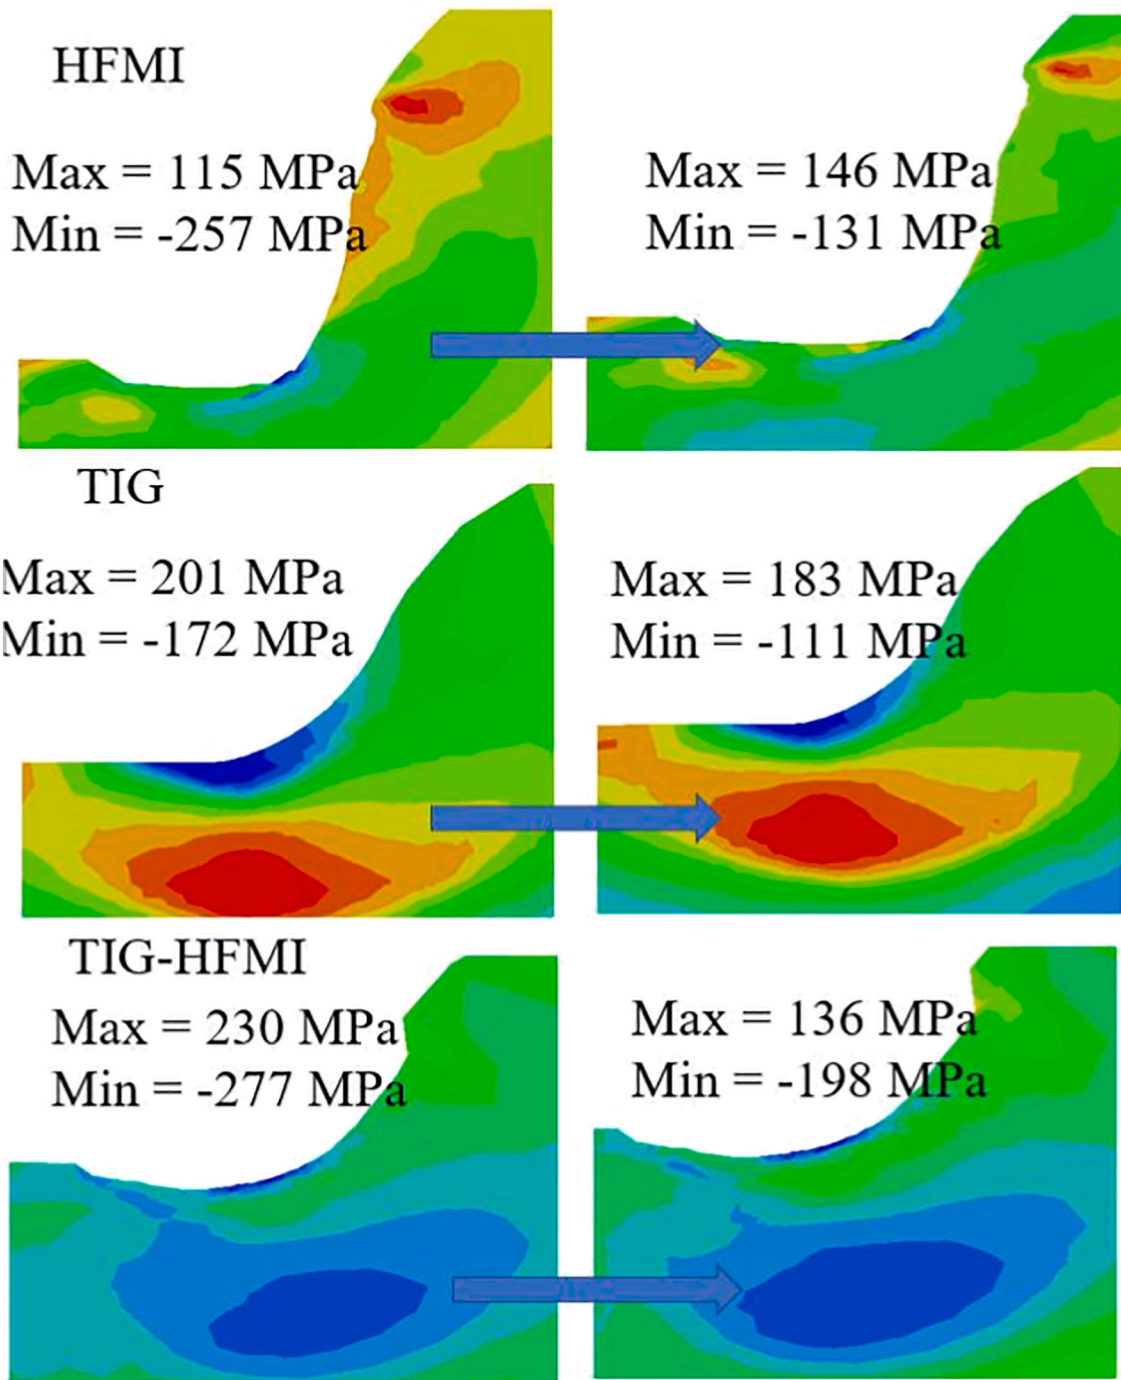 HFMI
Max = 115 MPa
Min = -257 MPa
Max = 146 MPa
Min = -131 MPa
TIG
Max = 201 MPa
Min = -172 MPa
Max = 183 MPa
Min = -111 MPa
TIG-HFMI
Max = 230 MPa
Min = -277 MPa
Max = 136 MPa
Min = -198 MPa